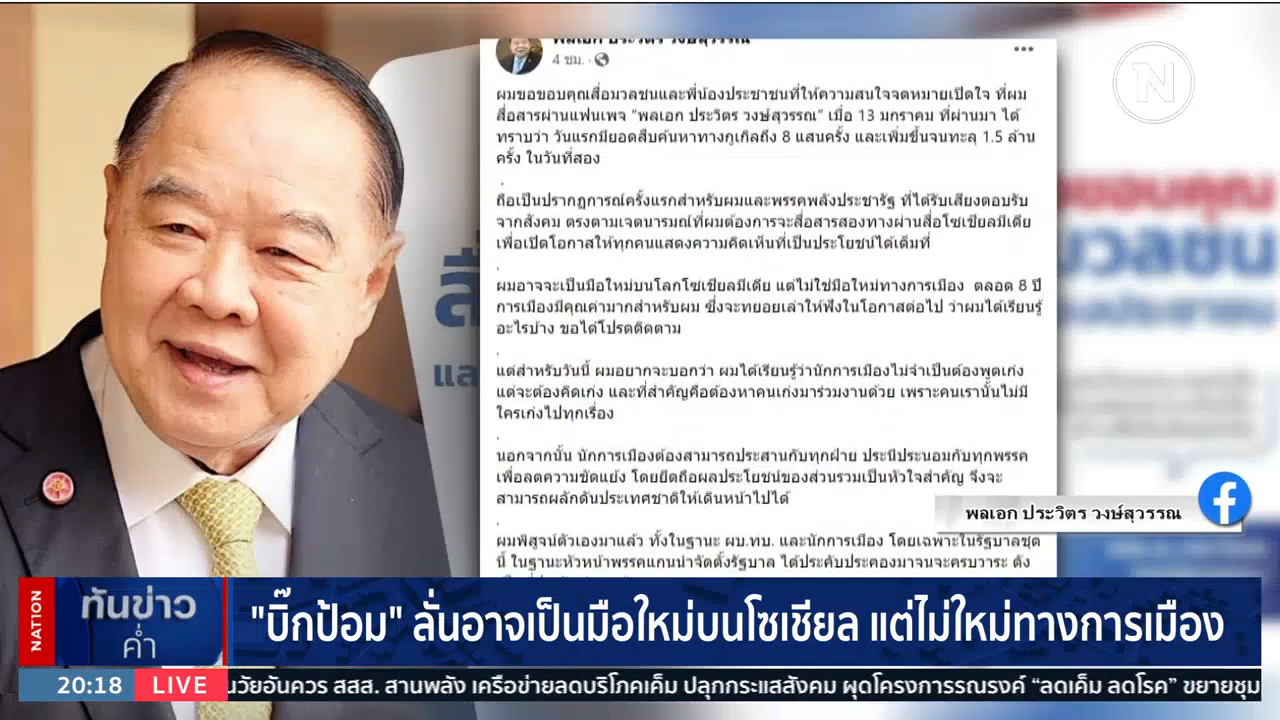 N
พลเอก ประวิตร วงษ์สุวรรณ
4 ชม.
ผมขอขอบคุณสื่อมวลชนและพี่น้องประชาชนที่ให้ความสนใจจดหมายเปิดใจ ที่ผม
สื่อสารผ่านแฟนเพจ “พลเอก ประวิตร วงษ์สุวรรณ” เมื่อ 13 มกราคม ที่ผ่านมา ได้
ทราบว่า วันแรกมียอดสืบค้นหาทางกูเกิลถึง 8 แสนครั้ง และเพิ่มขึ้นจนทะลุ 1.5 ล้าน
ครั้ง ในวันที่สอง
.
ถือเป็นปรากฏการณ์ครั้งแรกสำหรับผมและพรรคพลังประชารัฐ ที่ได้รับเสียงตอบรับ
จากสังคม ตรงตามเจตนารมณ์ที่ผมต้องการจะสื่อสารสองทางผ่านสื่อโซเชียลมีเดีย
เพื่อเปิดโอกาสให้ทุกคนแสดงความคิดเห็นที่เป็นประโยชน์ได้เต็มที่
.
ผมอาจจะเป็นมือใหม่บนโลกโซเชียลมีเดีย แต่ไม่ใช่มือใหม่ทางการเมือง ตลอด 8 ปี
การเมืองมีคุณค่ามากสำหรับผม ซึ่งจะทยอยเล่าให้ฟังในโอกาสต่อไป ว่าผมได้เรียนรู้
อะไรบ้าง ขอได้โปรดติดตาม
.
แต่สำหรับวันนี้ ผมอยากจะบอกว่า ผมได้เรียนรู้ว่านักการเมืองไม่จำเป็นต้องพูดเก่ง
แต่จะต้องคิดเก่ง และที่สำคัญคือต้องหาคนเก่งมาร่วมงานด้วย เพราะคนเรานั้นไม่มี
ใครเก่งไปทุกเรื่อง
.
นอกจากนั้น นักการเมืองต้องสามารถประสานกับทุกฝ่าย ประนีประนอมกับทุกพรรค
เพื่อลดความขัดแย้ง โดยยึดถือผลประโยชน์ของส่วนรวมเป็นหัวใจสำคัญ จึงจะ
สามารถผลักดันประเทศชาติให้เดินหน้าไปได้
.
ผมพิสูจน์ตัวเองมาแล้ว ทั้งในฐานะ ผบ.ทบ. และนักการเมือง โดยเฉพาะในรัฐบาลชุด
นี้ ในฐานะหัวหน้าพรรคแกนนำจัดตั้งรัฐบาล ได้ประคับประคองมาจนจะครบวาระ ดัง
พลเอก ประวิตร วงษ์สุวรรณ
NATION
ทันข่าว
ค่ำ
"บิ๊กป้อม" ลั่นอาจเป็นมือใหม่บนโซเชียล แต่ไม่ใหม่ทางการเมือง
20:18 LIVE
นวัยอันควร สสส. สานพลัง เครือข่ายลดบริโภคเค็ม ปลุกกระแสสังคม ผุดโครงการรณรงค์ “ลดเค็ม ลดโรค” ขยายชุม